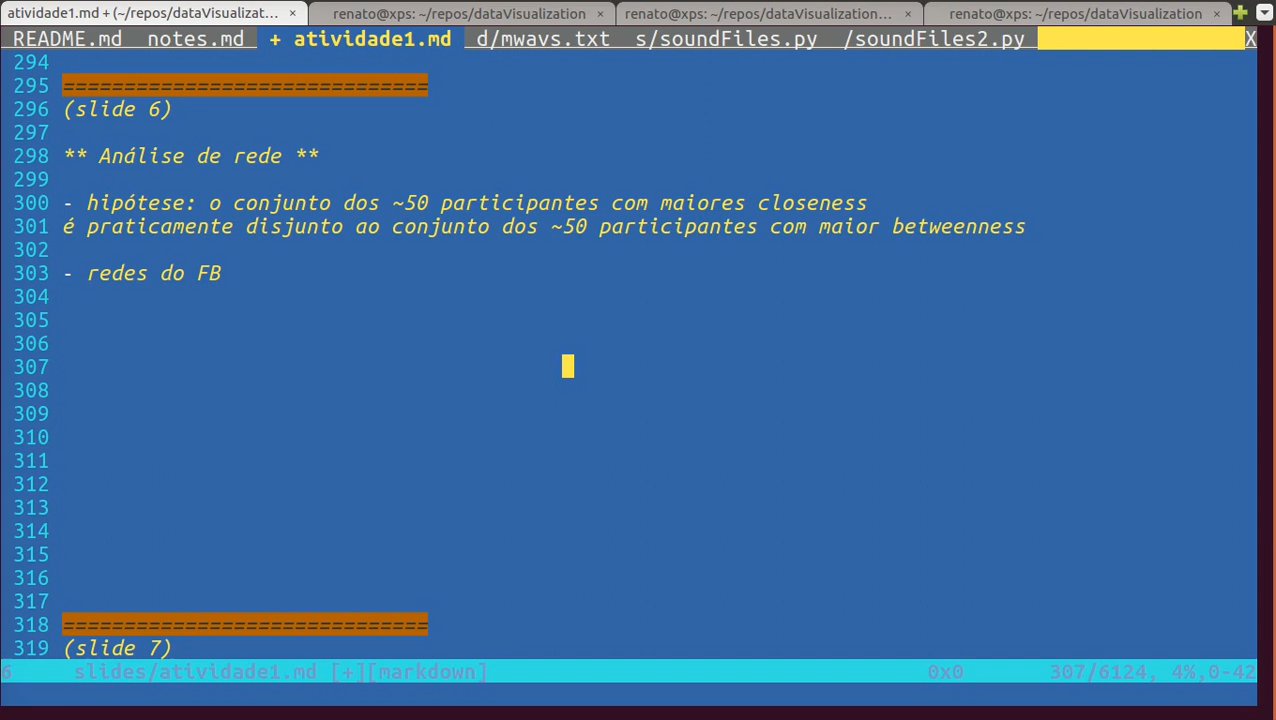 atividade1.md + (~/repos/dataVisualizat... × renato@xps: ~/repos/dataVisualization × renato@xps: ~/repos/dataVisualization... × renato@xps: ~/repos/dataVisualization ×
README.md notes.md + atividade1.md d/mwavs.txt s/soundFiles.py /soundFiles2.py X
294
295 ==============================
296 (slide 6)
297
298 ** Análise de rede **
299
300 - hipótese: o conjunto dos ~50 participantes com maiores closeness
301 é praticamente disjunto ao conjunto dos ~50 participantes com maior betweenness
302
303 - redes do FB
304
305
306
307
308
309
310
311
312
313
314
315
316
317
318 ==============================
319 (slide 7)
6 slides/atividade1.md [+][markdown] 0x0 307/6124, 4%,0-42